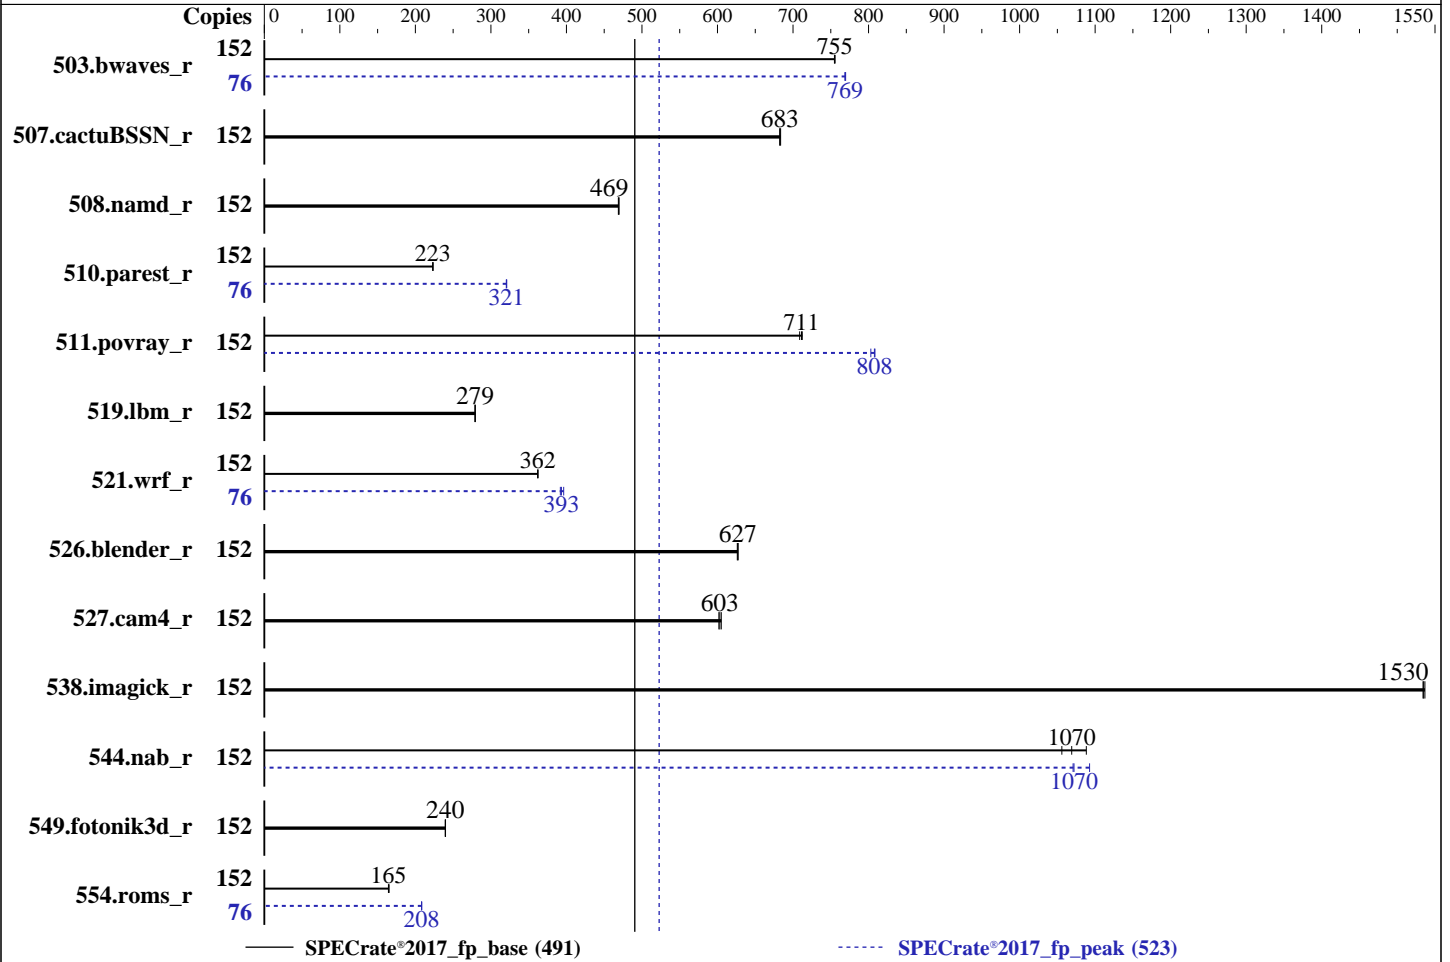 Copies 0 100 200 300 400 500 600 700 800 900 1000 1100 1200 1300 1400 1550
503.bwaves_r 152 755
76 769
507.cactuBSSN_r 152 683
508.namd_r 152 469
510.parest_r 152 223
76 321
511.povray_r 152 711
808
519.lbm_r 152 279
521.wrf_r 152 362
76 393
526.blender_r 152 627
527.cam4_r 152 603
538.imagick_r 152 1530
544.nab_r 152 1070
1070
549.fotonik3d_r 152 240
554.roms_r 152 165
76 208
SPECrate®2017_fp_base (491) SPECrate®2017_fp_peak (523)